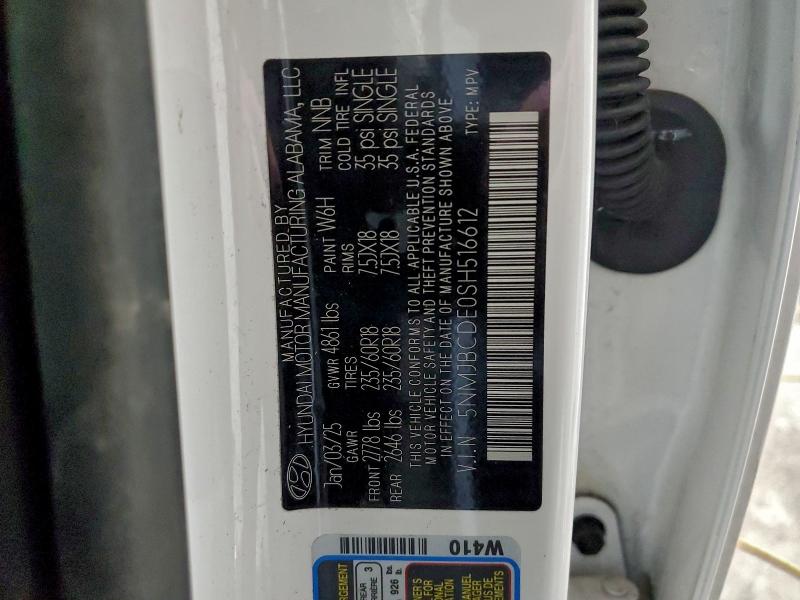 MANUFACTURED BY
HYUNDAI MOTOR MANUFACTURING ALABAMA, LLC
Jan/03/25 GVWR 4861 lbs PAINT W6H TRIM NNB
GAWR TIRES RIMS COLD TIRE INFL
FRONT 2778 lbs 235/60R18 7.5JX18 35 psi SINGLE
REAR 2646 lbs 235/60R18 7.5JX18 35 psi SINGLE
THIS VEHICLE CONFORMS TO ALL APPLICABLE U.S.A. FEDERAL
MOTOR VEHICLE SAFETY AND THEFT PREVENTION STANDARDS
IN EFFECT ON THE DATE OF MANUFACTURE SHOWN ABOVE
V.I.N 5NMJBCDE0SH516612 TYPE: MPV
W410
REAR 3
926